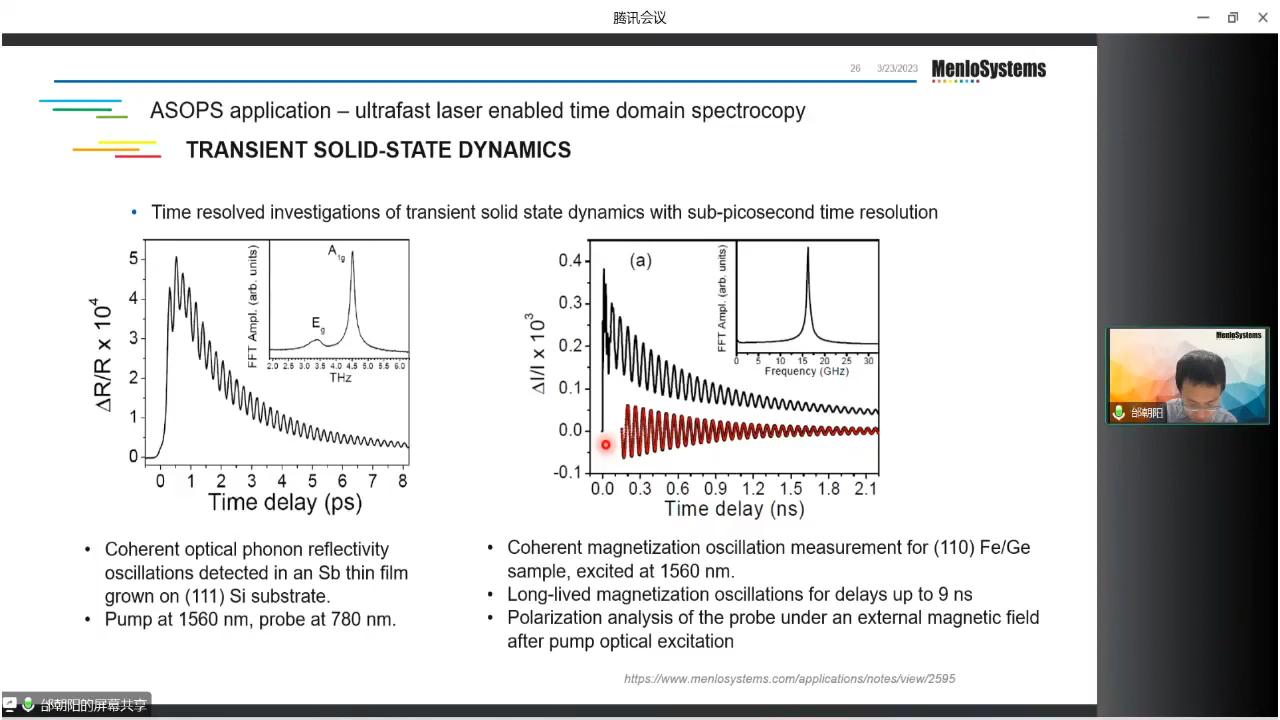 腾讯会议
26 3/23/2023 MenloSystems
ASOPS application – ultrafast laser enabled time domain spectrocopy
TRANSIENT SOLID-STATE DYNAMICS
• Time resolved investigations of transient solid state dynamics with sub-picosecond time resolution
ΔR/R x 10⁴
5
4
3
2
1
0
0 1 2 3 4 5 6 7 8
Time delay (ps)
FFT Ampl. (arb. units)
A1g
Eg
2.0 2.5 3.0 3.5 4.0 4.5 5.0 5.5 6.0
THz
ΔI/I x 10³
0.4
0.3
0.2
0.1
0.0
-0.1
(a)
0.0 0.3 0.6 0.9 1.2 1.5 1.8 2.1
Time delay (ns)
FFT Ampl. (arb. units)
0 5 10 15 20 25 30
Frequency (GHz)
• Coherent optical phonon reflectivity
oscillations detected in an Sb thin film
grown on (111) Si substrate.
• Pump at 1560 nm, probe at 780 nm.
• Coherent magnetization oscillation measurement for (110) Fe/Ge
sample, excited at 1560 nm.
• Long-lived magnetization oscillations for delays up to 9 ns
• Polarization analysis of the probe under an external magnetic field
after pump optical excitation
https://www.menlosystems.com/applications/notes/view/2595
MenloSystems
邰朝阳
邰朝阳的屏幕共享